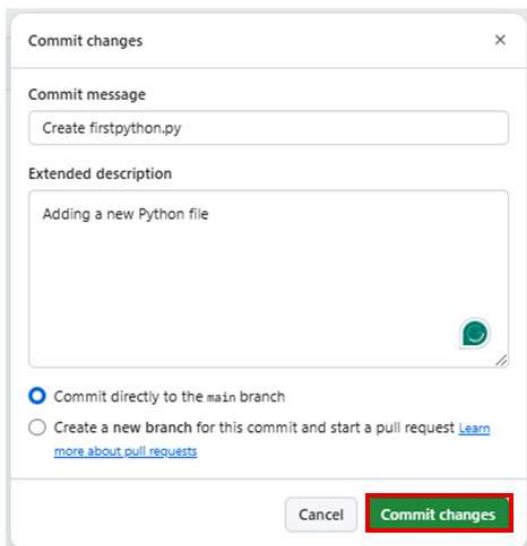 Commit changes
Commit message
Create firstpython.py
Extended description
Adding a new Python file
Commit directly to the main branch
Create a new branch for this commit and start a pull request Learn
more about pull requests
Cancel
Commit changes